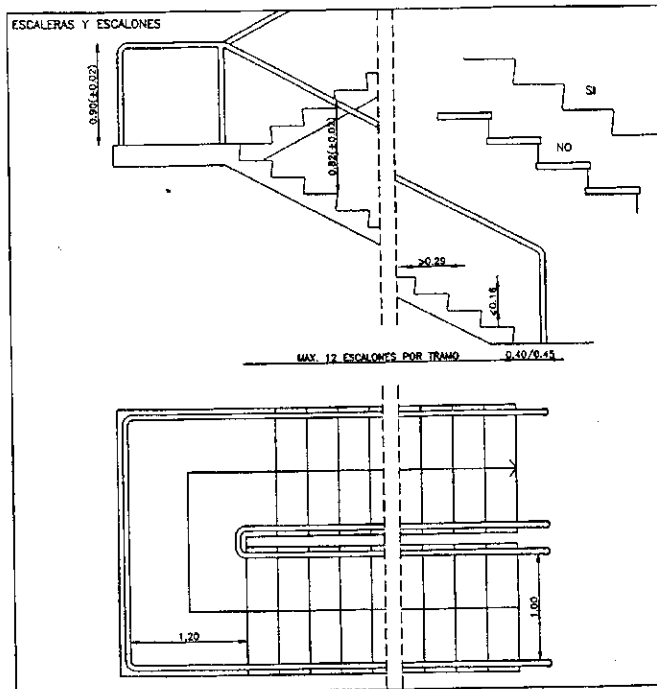 ESCALERAS Y ESCALONES
0.90(±0.02)
0.82(±0.02)
SI
NO
>0.29
<0.16
MAX. 12 ESCALONES POR TRAMO
0.40/0.45
1.20
1.00